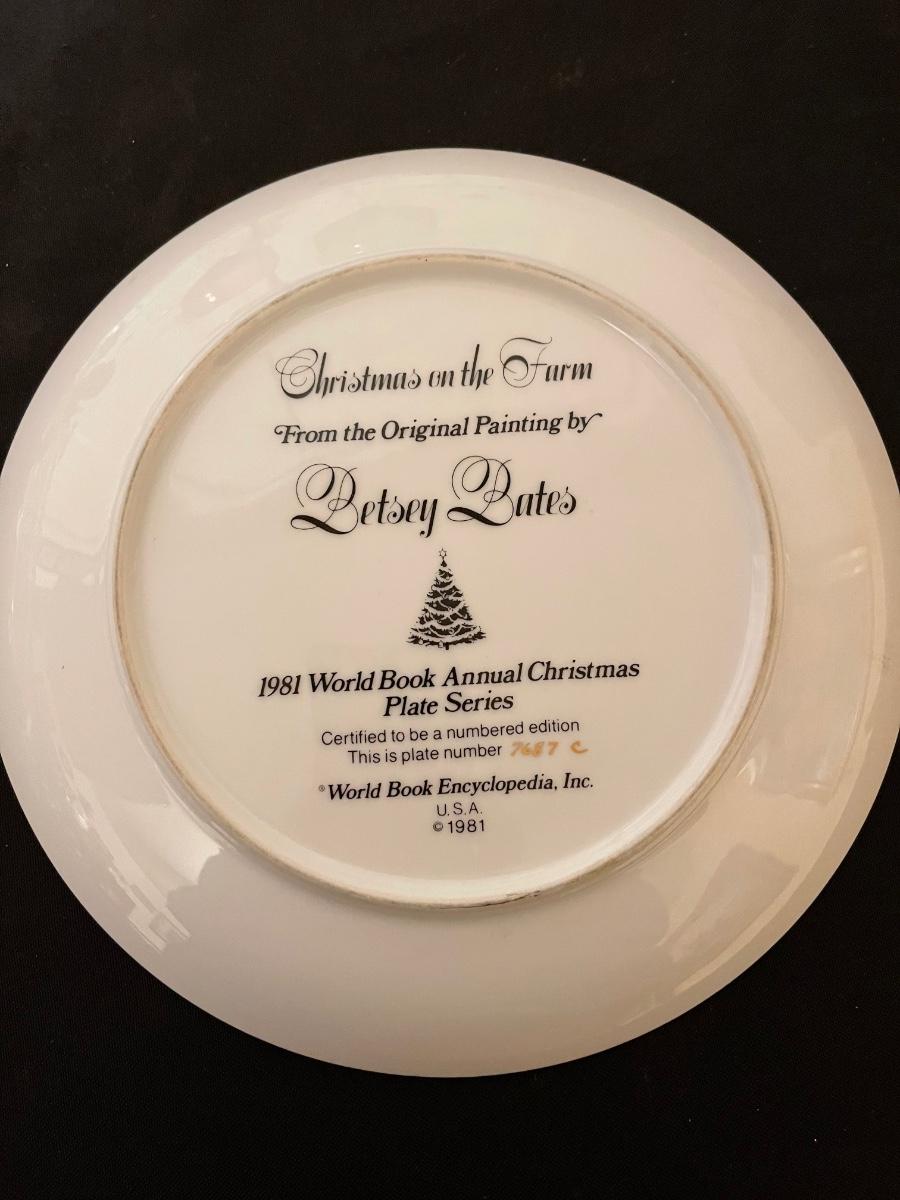 Christmas on the Farm
From the Original Painting by
Betsey Bates
1981 World Book Annual Christmas
Plate Series
Certified to be a numbered edition
This is plate number 7687 C
®World Book Encyclopedia, Inc.
U.S.A.
©1981